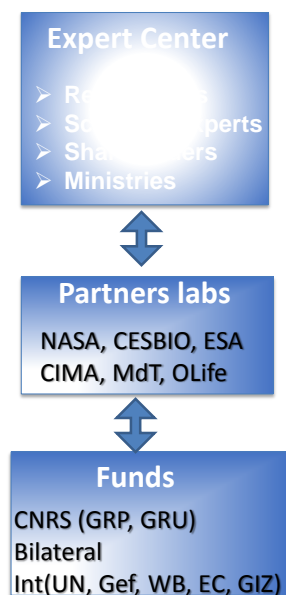 Expert Center
➢
➢
➢
➢ Ministries
Partners labs
NASA, CESBIO, ESA
CIMA, MdT, OLife
Funds
CNRS (GRP, GRU)
Bilateral
Int(UN, Gef, WB, EC, GIZ)